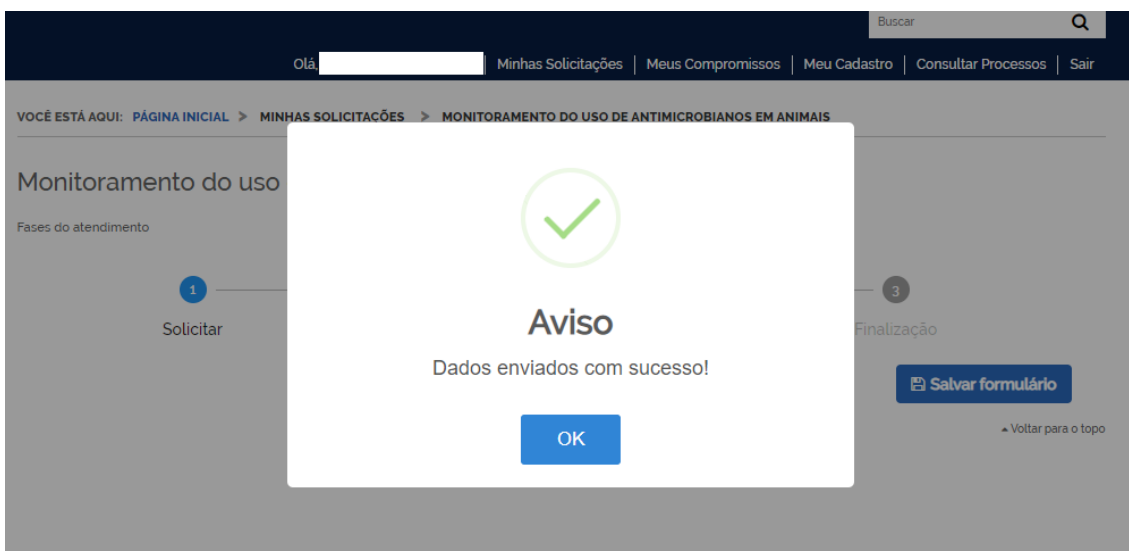 Buscar
Olá, | Minhas Solicitações | Meus Compromissos | Meu Cadastro | Consultar Processos | Sair
VOCÊ ESTÁ AQUI: PÁGINA INICIAL > MINHAS SOLICITAÇÕES > MONITORAMENTO DO USO DE ANTIMICROBIANOS EM ANIMAIS
Monitoramento do uso
Fases do atendimento
1 3
Solicitar Finalização
Aviso
Dados enviados com sucesso!
Salvar formulário
OK
Voltar para o topo